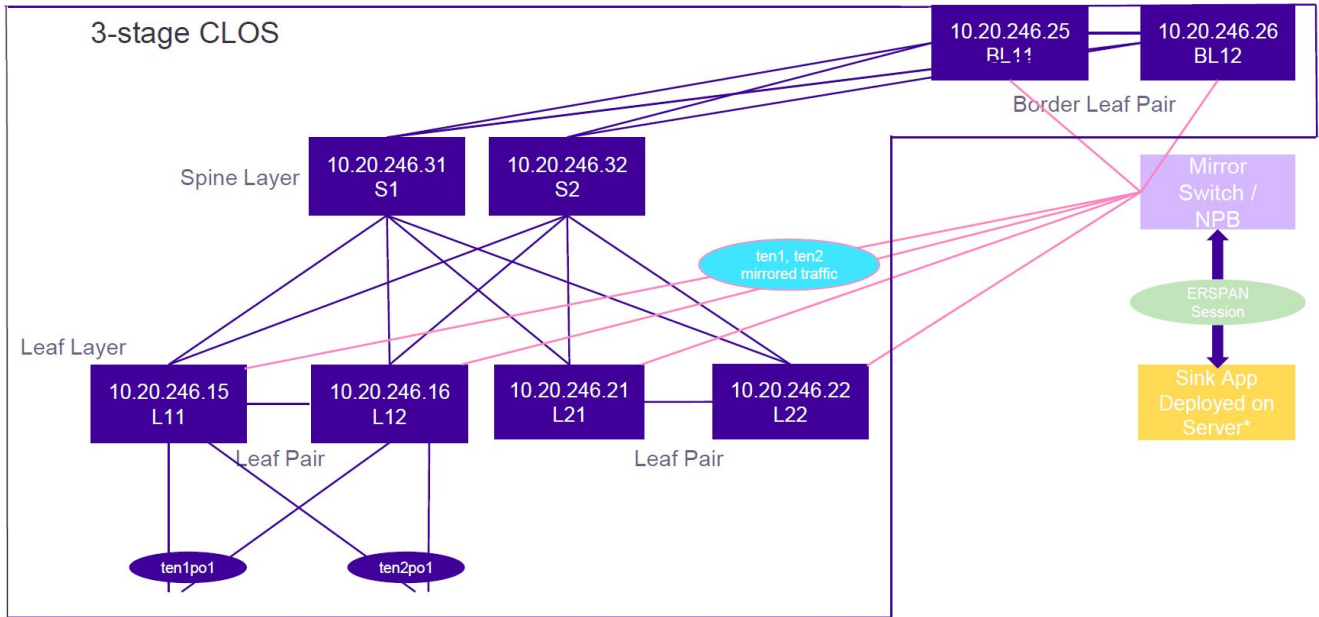 3-stage CLOS
10.20.246.25
BL11
10.20.246.26
BL12
Border Leaf Pair
Spine Layer
10.20.246.31
S1
10.20.246.32
S2
Mirror
Switch /
NPB
ten1, ten2
mirrored traffic
ERSPAN
Session
Leaf Layer
10.20.246.15
L11
10.20.246.16
L12
10.20.246.21
L21
10.20.246.22
L22
Sink App
Deployed on
Server*
Leaf Pair
Leaf Pair
ten1po1
ten2po1